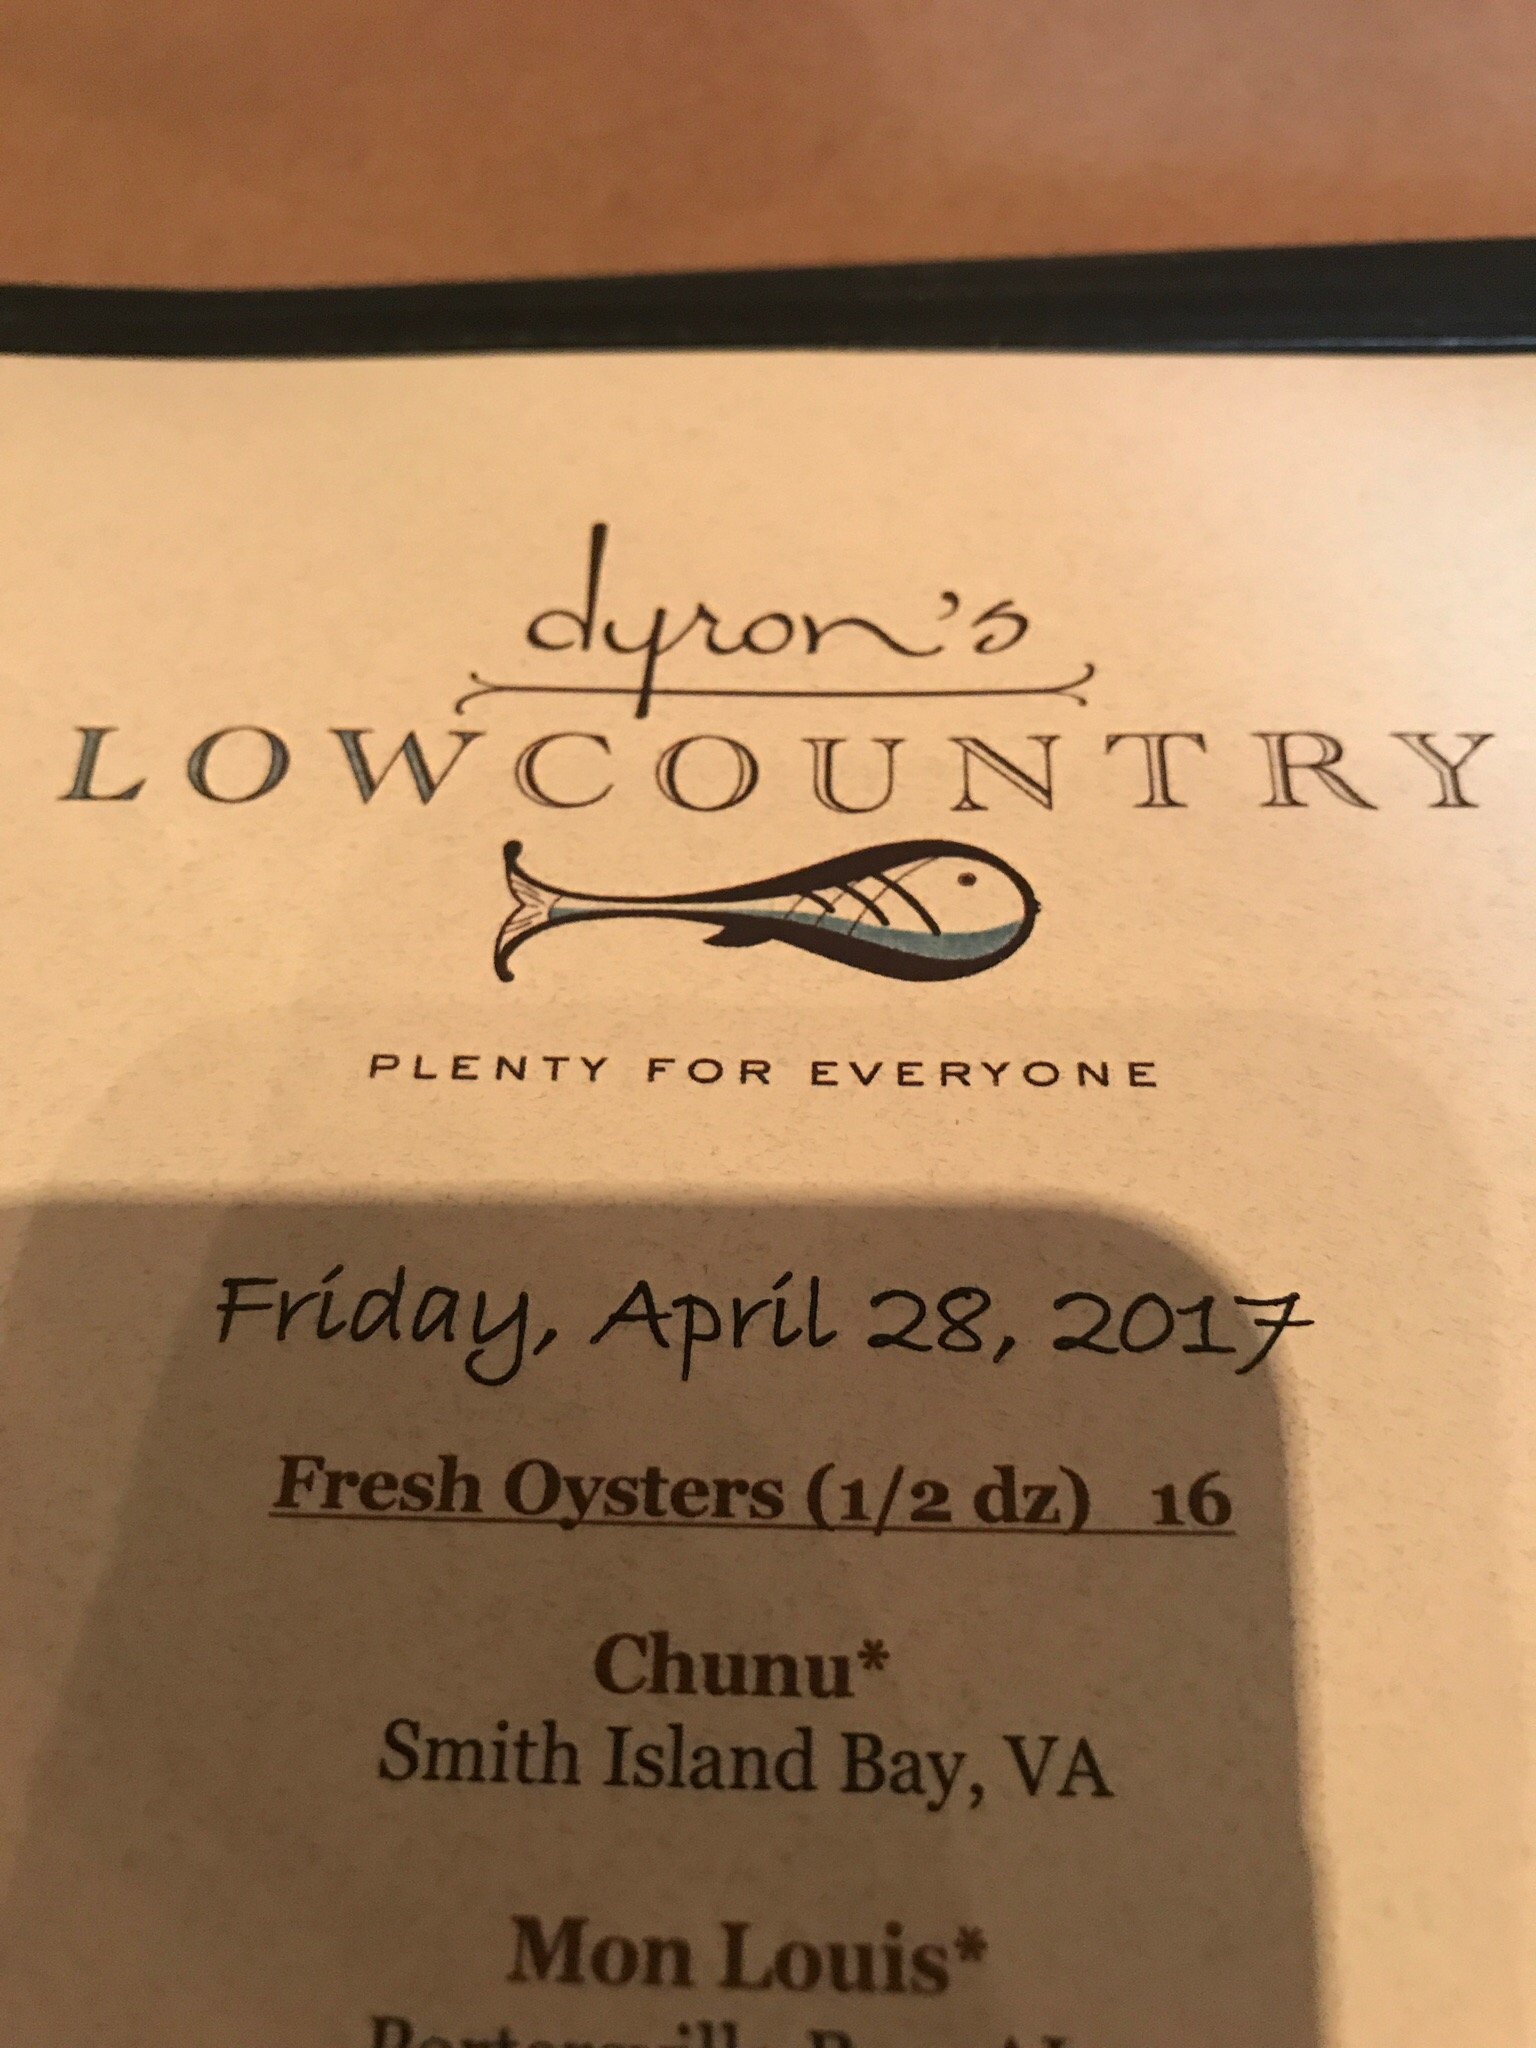 dyron's
LOWCOUNTRY
PLENTY FOR EVERYONE
Friday, April 28, 2017
Fresh Oysters (1/2 dz) 16
Chunu*
Smith Island Bay, VA
Mon Louis*